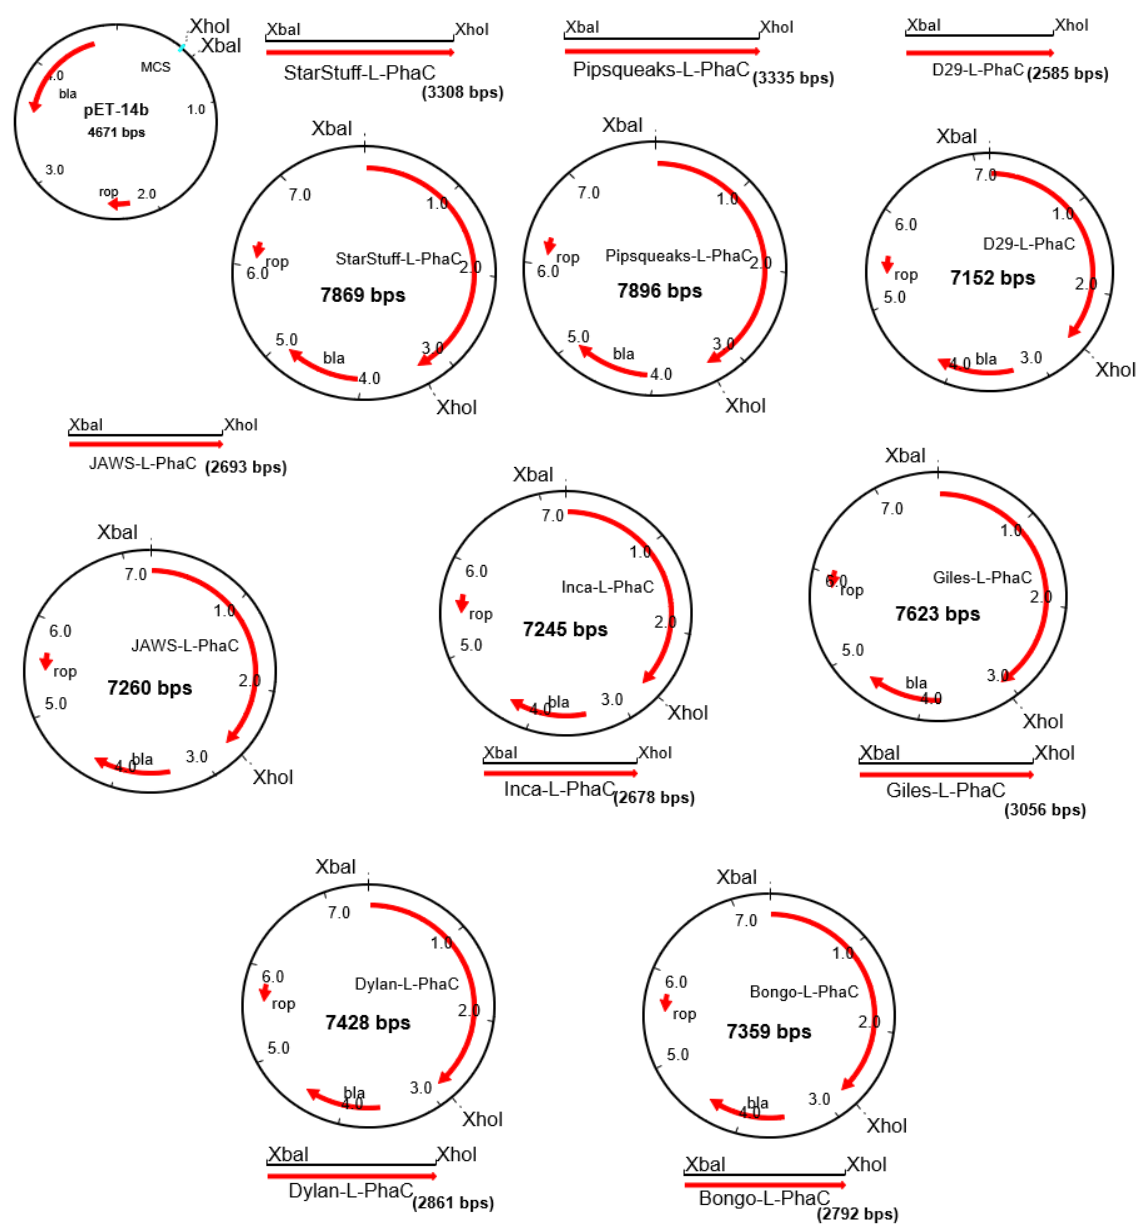 XhoI
XbaI
MCS
4.0
bla
pET-14b
4671 bps
1.0
3.0
rop
2.0
XbaI
XhoI
StarStuff-L-PhaC
(3308 bps)
XbaI
XhoI
Pipsqueaks-L-PhaC
(3335 bps)
XbaI
XhoI
D29-L-PhaC
(2585 bps)
XbaI
7.0
1.0
StarStuff-L-PhaC
rop
6.0
2.0
7869 bps
5.0
bla
3.0
4.0
XhoI
XbaI
7.0
1.0
Pipsqueaks-L-PhaC
rop
6.0
2.0
7896 bps
5.0
bla
3.0
4.0
XhoI
XbaI
7.0
1.0
6.0
D29-L-PhaC
rop
7152 bps
2.0
5.0
bla
4.0
3.0
XhoI
XbaI
XhoI
JAWS-L-PhaC
(2693 bps)
XbaI
7.0
1.0
6.0
JAWS-L-PhaC
rop
7260 bps
2.0
5.0
bla
4.0
3.0
XhoI
XbaI
7.0
1.0
6.0
Inca-L-PhaC
rop
7245 bps
2.0
5.0
bla
4.0
3.0
XhoI
XbaI
XhoI
Inca-L-PhaC
(2678 bps)
XbaI
7.0
1.0
6.0
Giles-L-PhaC
rop
7623 bps
2.0
5.0
bla
3.0
4.0
XhoI
XbaI
XhoI
Giles-L-PhaC
(3056 bps)
XbaI
7.0
1.0
6.0
Dylan-L-PhaC
rop
7428 bps
2.0
5.0
bla
4.0
3.0
XhoI
XbaI
XhoI
Dylan-L-PhaC
(2861 bps)
XbaI
7.0
1.0
6.0
Bongo-L-PhaC
rop
7359 bps
2.0
5.0
bla
4.0
3.0
XhoI
XbaI
XhoI
Bongo-L-PhaC
(2792 bps)